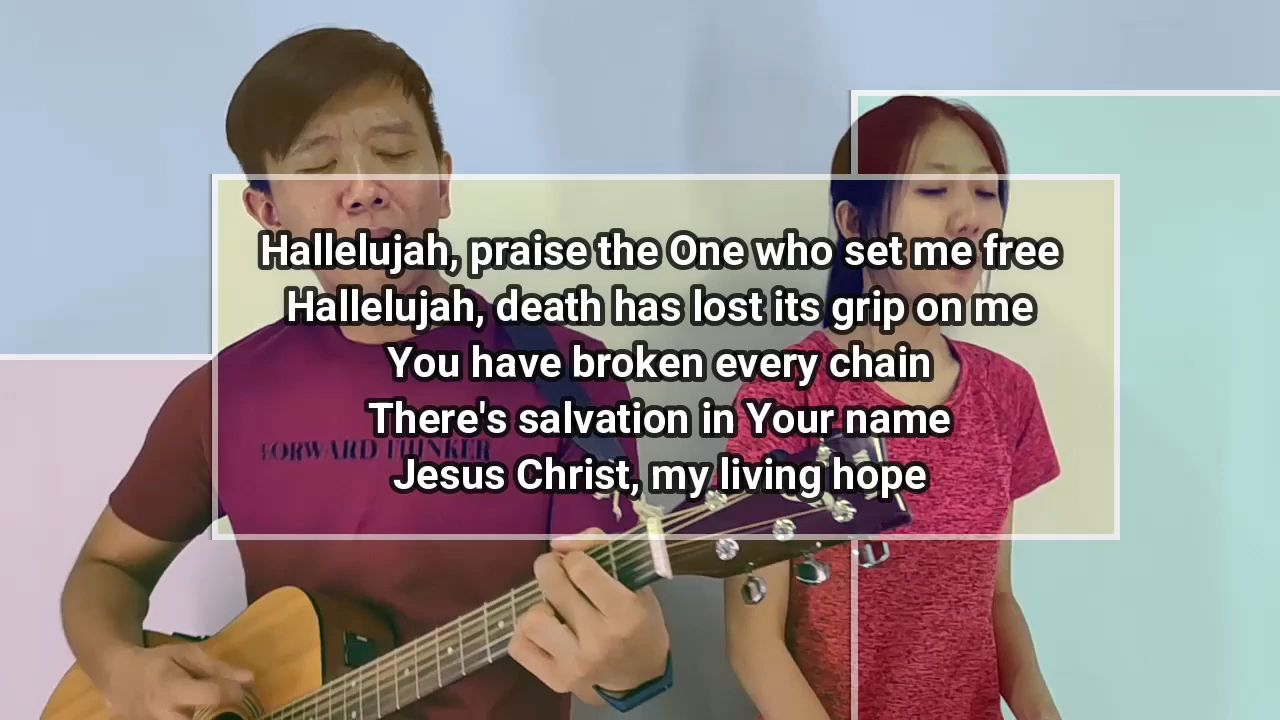 Hallelujah, praise the One who set me free
Hallelujah, death has lost its grip on me
You have broken every chain
There's salvation in Your name
Jesus Christ, my living hope
FORWARD THINKER